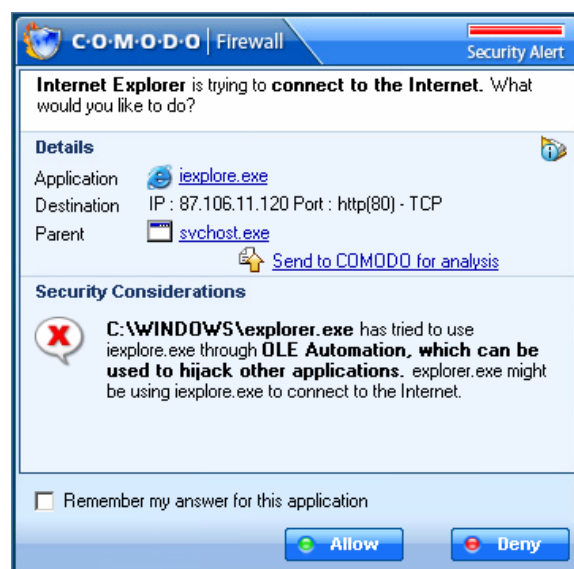 C·O·M·O·D·O | Firewall
Security Alert
Internet Explorer is trying to connect to the Internet. What
would you like to do?
Details
Application iexplore.exe
Destination IP : 87.106.11.120 Port : http(80) - TCP
Parent svchost.exe
Send to COMODO for analysis
Security Considerations
C:\WINDOWS\explorer.exe has tried to use
iexplore.exe through OLE Automation, which can be
used to hijack other applications. explorer.exe might
be using iexplore.exe to connect to the Internet.
Remember my answer for this application
Allow
Deny